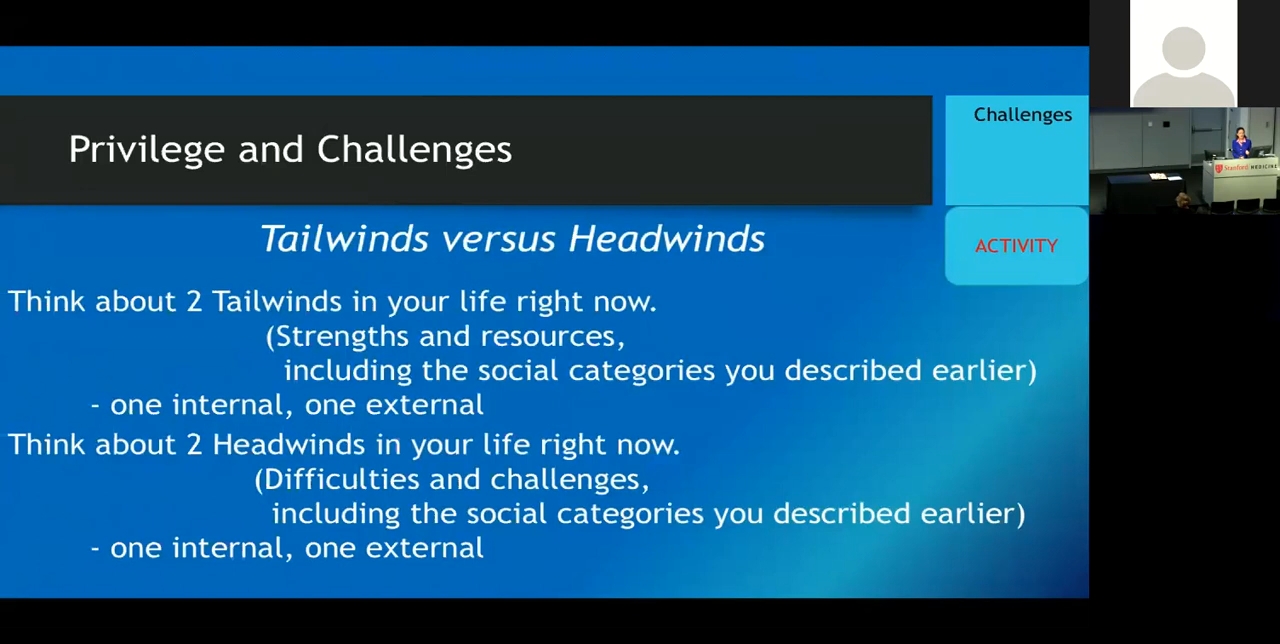 Privilege and Challenges
Challenges
ACTIVITY
Tailwinds versus Headwinds
Think about 2 Tailwinds in your life right now.
(Strengths and resources,
including the social categories you described earlier)
- one internal, one external
Think about 2 Headwinds in your life right now.
(Difficulties and challenges,
including the social categories you described earlier)
- one internal, one external
Stanford MEDICINE